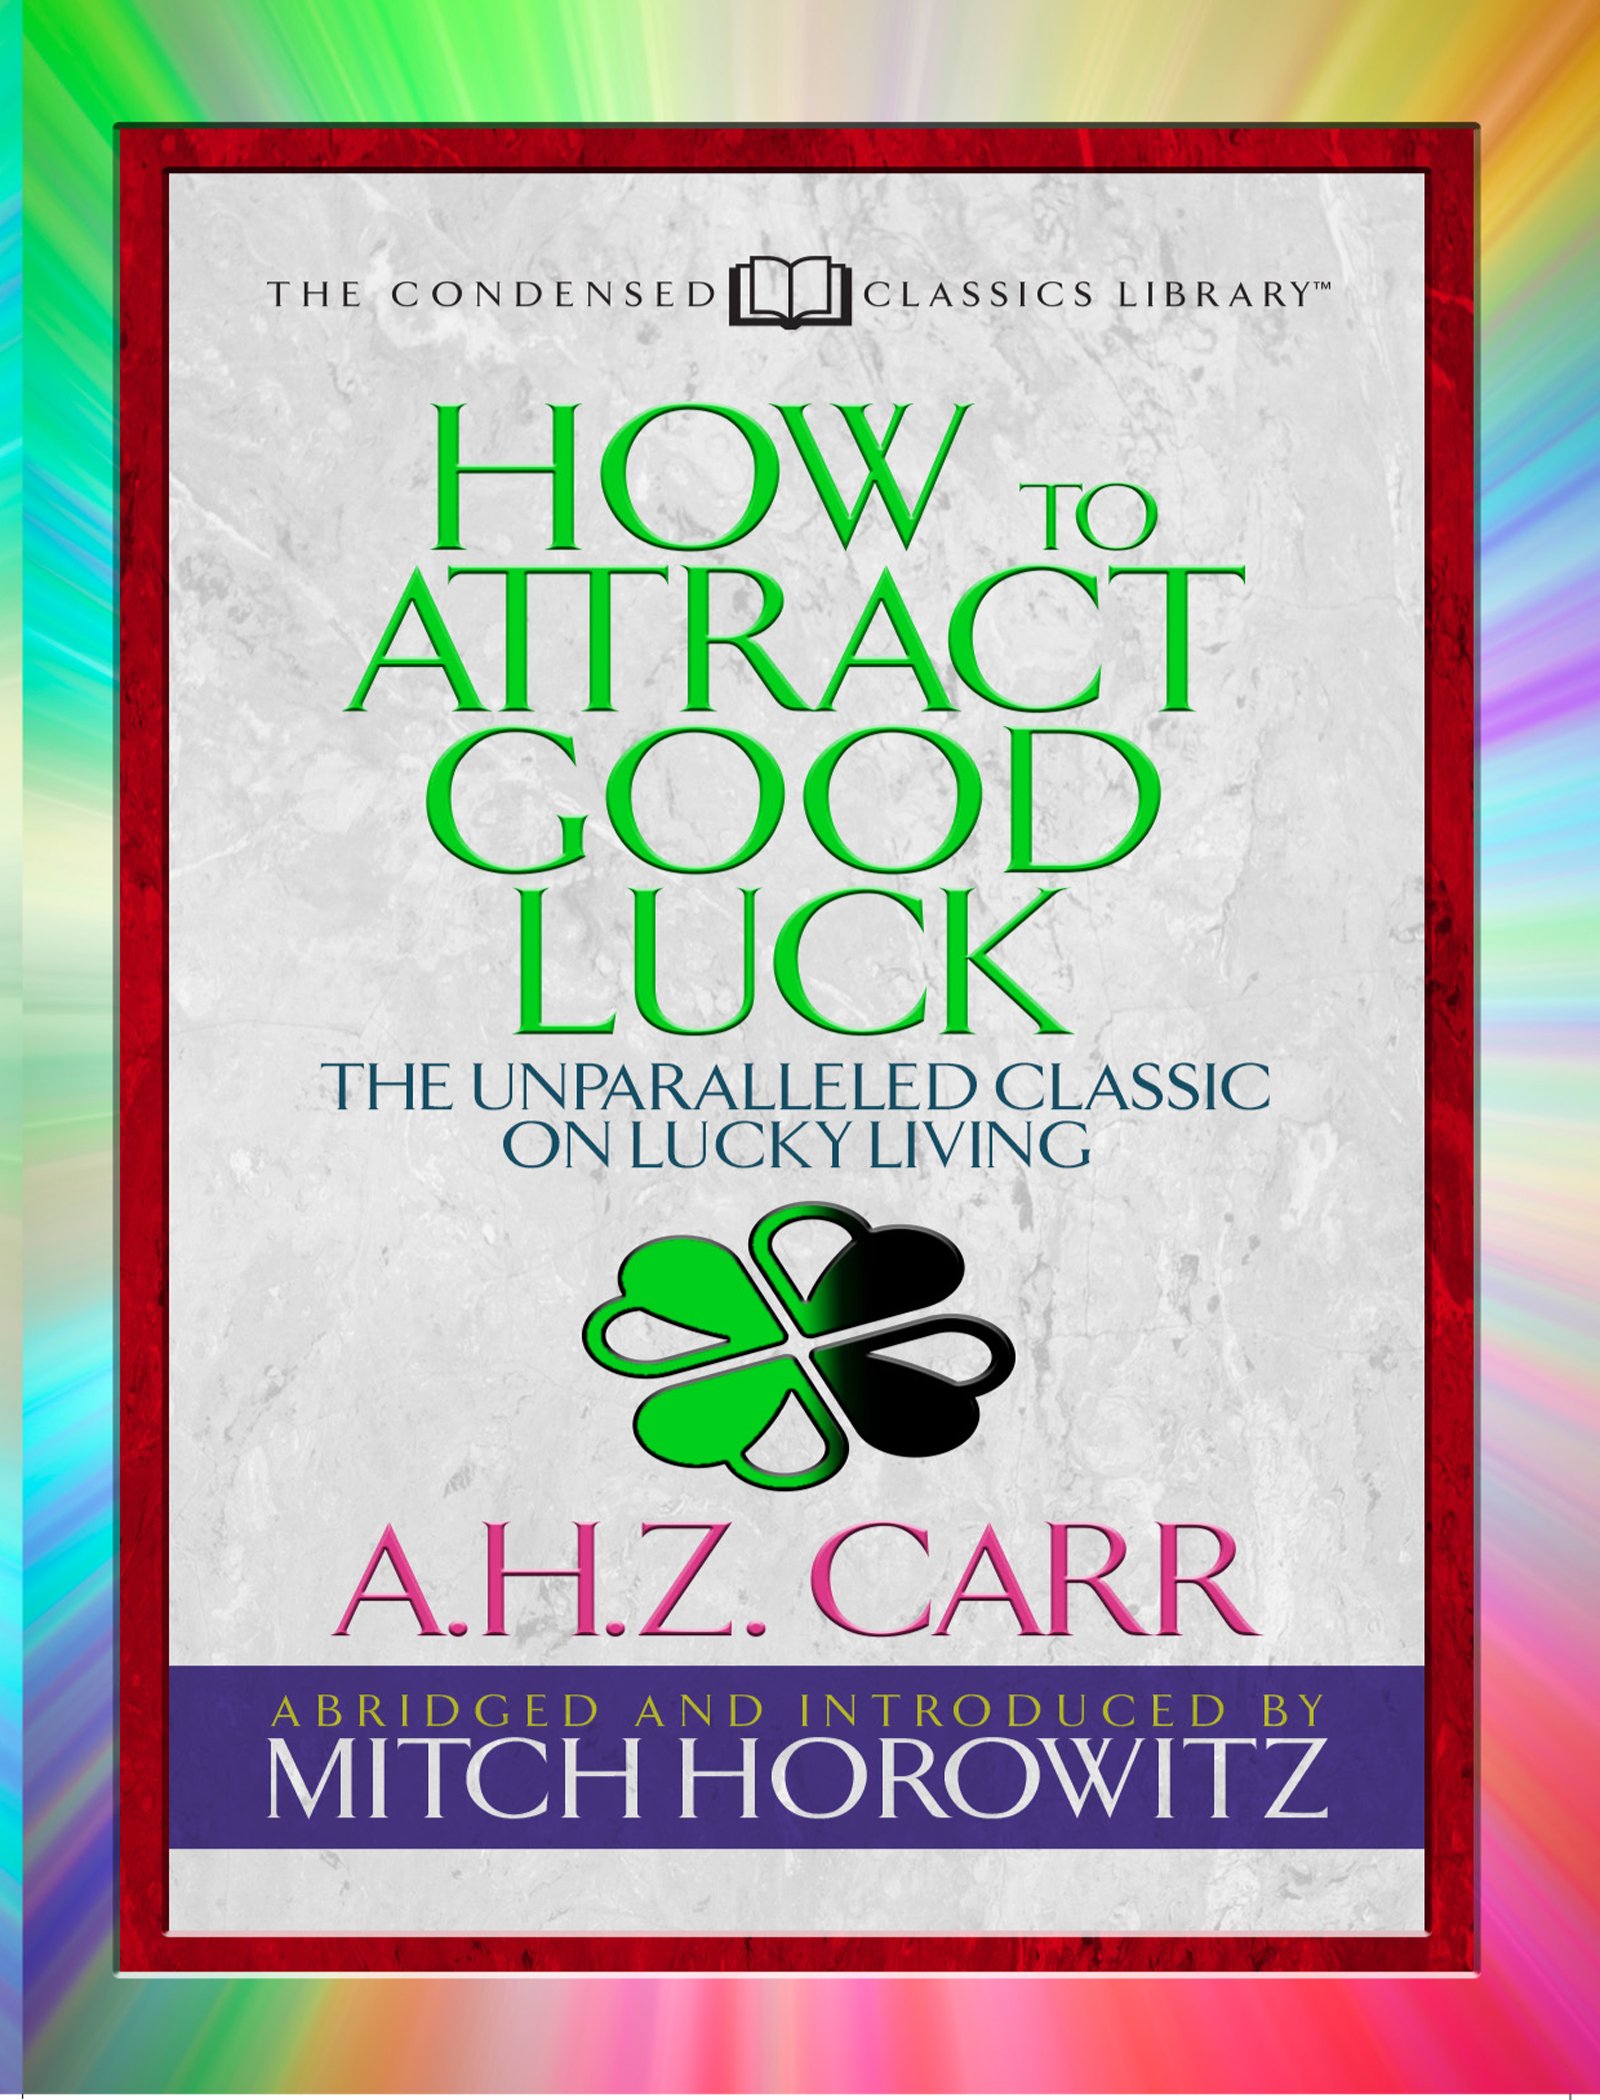 THE CONDENSED CLASSICS LIBRARY™
HOW TO
ATTRACT
GOOD
LUCK
THE UNPARALLELED CLASSIC
ON LUCKY LIVING
A.H.Z. CARR
ABRIDGED AND INTRODUCED BY
MITCH HOROWITZ